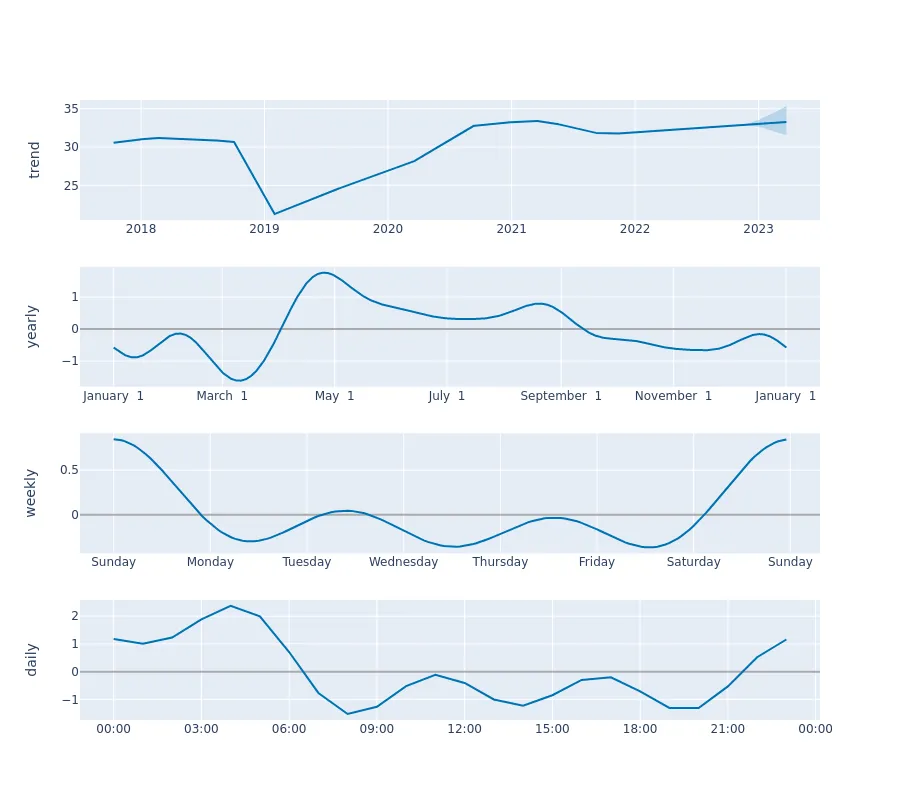 trend
35
30
25
2018 2019 2020 2021 2022 2023
yearly
1
0
−1
January 1 March 1 May 1 July 1 September 1 November 1 January 1
weekly
0.5
0
Sunday Monday Tuesday Wednesday Thursday Friday Saturday Sunday
daily
2
1
0
−1
00:00 03:00 06:00 09:00 12:00 15:00 18:00 21:00 00:00